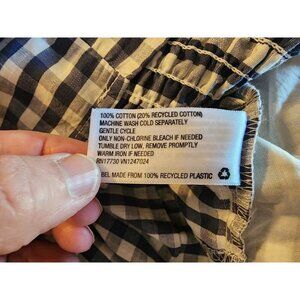 100% COTTON (20% RECYCLED COTTON)
MACHINE WASH COLD SEPARATELY
GENTLE CYCLE
ONLY NON-CHLORINE BLEACH IF NEEDED
TUMBLE DRY LOW, REMOVE PROMPTLY
WARM IRON IF NEEDED
RN17730 VN1247024
BEL MADE FROM 100% RECYCLED PLASTIC